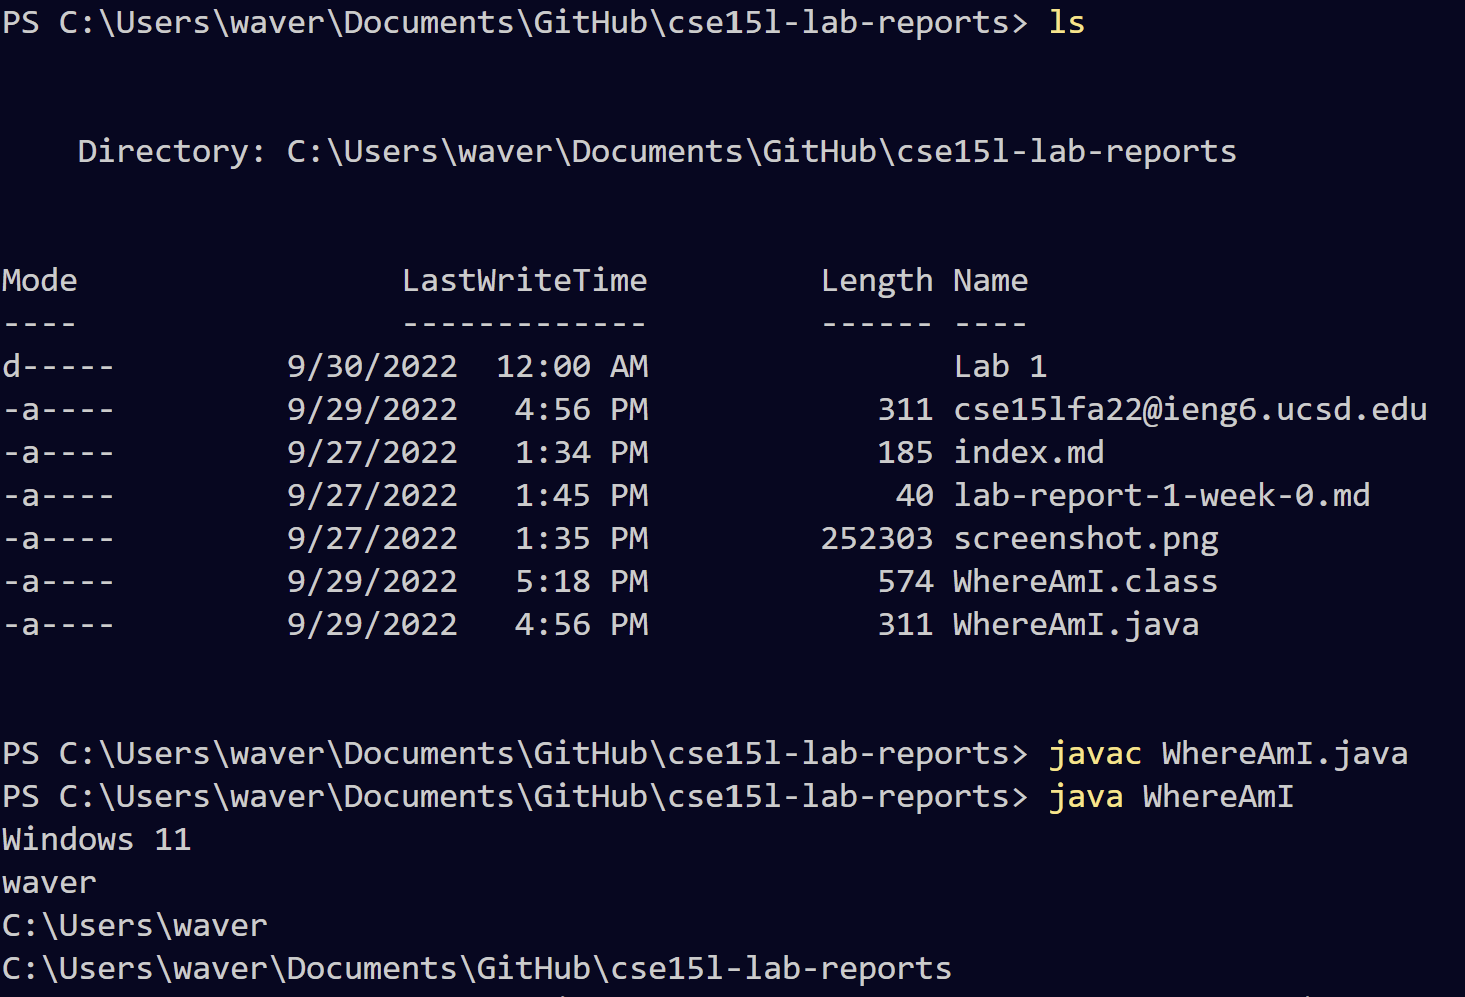 PS C:\Users\waver\Documents\GitHub\cse15l-lab-reports> ls
Directory: C:\Users\waver\Documents\GitHub\cse15l-lab-reports
Mode                 LastWriteTime         Length Name
----                 -------------         ------ ----
d-----         9/30/2022  12:00 AM                Lab 1
-a----         9/29/2022   4:56 PM            311 cse15lfa22@ieng6.ucsd.edu
-a----         9/27/2022   1:34 PM            185 index.md
-a----         9/27/2022   1:45 PM             40 lab-report-1-week-0.md
-a----         9/27/2022   1:35 PM         252303 screenshot.png
-a----         9/29/2022   5:18 PM            574 WhereAmI.class
-a----         9/29/2022   4:56 PM            311 WhereAmI.java
PS C:\Users\waver\Documents\GitHub\cse15l-lab-reports> javac WhereAmI.java
PS C:\Users\waver\Documents\GitHub\cse15l-lab-reports> java WhereAmI
Windows 11
waver
C:\Users\waver
C:\Users\waver\Documents\GitHub\cse15l-lab-reports